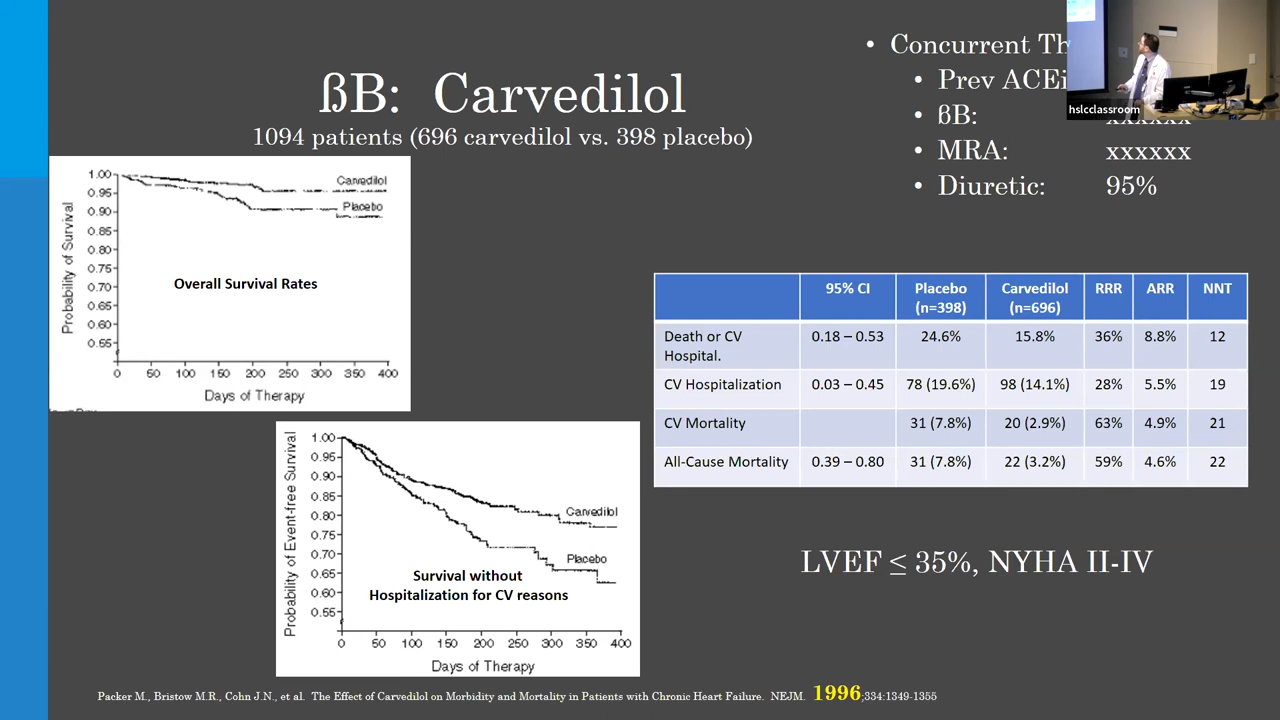 ßB: Carvedilol
1094 patients (696 carvedilol vs. 398 placebo)
• Concurrent
• Prev
• ßB:
• MRA: xxxxxx
• Diuretic: 95%
hslcclassroom
1.00
0.95
0.90
0.85
0.80
0.75
0.70
0.65
0.60
0.55
Probability of Survival
Carvedilol
Placebo
Overall Survival Rates
0 50 100 150 200 250 300 350 400
Days of Therapy
95% CI Placebo (n=398) Carvedilol (n=696) RRR ARR NNT
Death or CV Hospital. 0.18 – 0.53 24.6% 15.8% 36% 8.8% 12
CV Hospitalization 0.03 – 0.45 78 (19.6%) 98 (14.1%) 28% 5.5% 19
CV Mortality 31 (7.8%) 20 (2.9%) 63% 4.9% 21
All-Cause Mortality 0.39 – 0.80 31 (7.8%) 22 (3.2%) 59% 4.6% 22
1.00
0.95
0.90
0.85
0.80
0.75
0.70
0.65
0.60
0.55
Probability of Event-free Survival
Carvedilol
Placebo
Survival without
Hospitalization for CV reasons
0 50 100 150 200 250 300 350 400
Days of Therapy
LVEF ≤ 35%, NYHA II-IV
Packer M., Bristow M.R., Cohn J.N., et al. The Effect of Carvedilol on Morbidity and Mortality in Patients with Chronic Heart Failure. NEJM. 1996;334:1349-1355